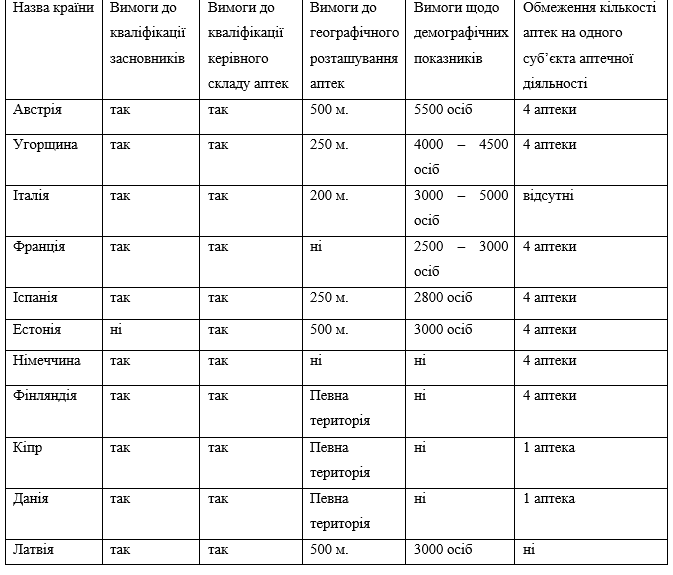 Назва країни Вимоги до Вимоги до Вимоги до Вимоги щодо Обмеження кількості
кваліфікації кваліфікації географічного демографічних аптек на одного
засновників керівного розташування показників суб’єкта аптечної
складу аптек аптек діяльності
Австрія так так 500 м. 5500 осіб 4 аптеки
Угорщина так так 250 м. 4000 – 4500 4 аптеки
осіб
Італія так так 200 м. 3000 – 5000 відсутні
осіб
Франція так так ні 2500 – 3000 4 аптеки
осіб
Іспанія так так 250 м. 2800 осіб 4 аптеки
Естонія ні так 500 м. 3000 осіб 4 аптеки
Німеччина так так ні ні 4 аптеки
Фінляндія так так Певна ні 4 аптеки
територія
Кіпр так так Певна ні 1 аптека
територія
Данія так так Певна ні 1 аптека
територія
Латвія так так 500 м. 3000 осіб ні